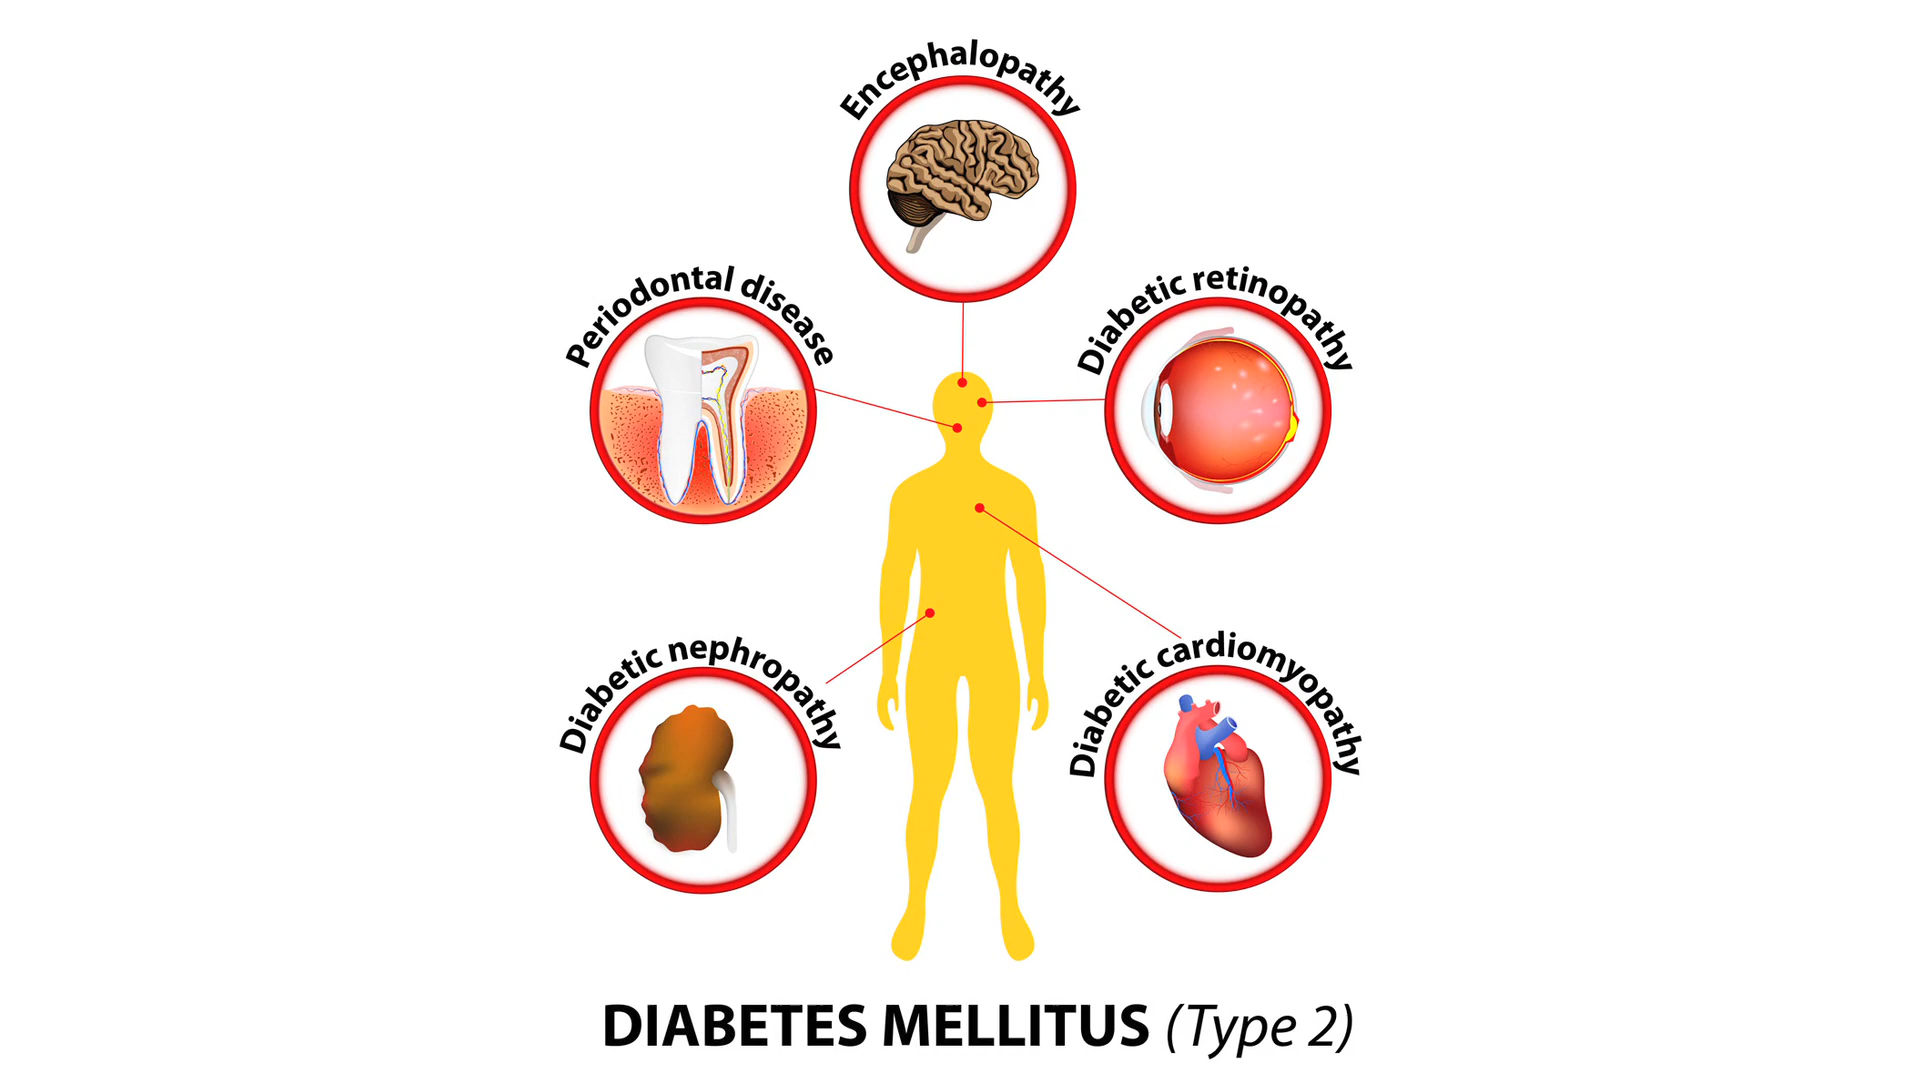 Encephalopathy
Periodontal disease
Diabetic retinopathy
Diabetic nephropathy
Diabetic cardiomyopathy
DIABETES MELLITUS (Type 2)